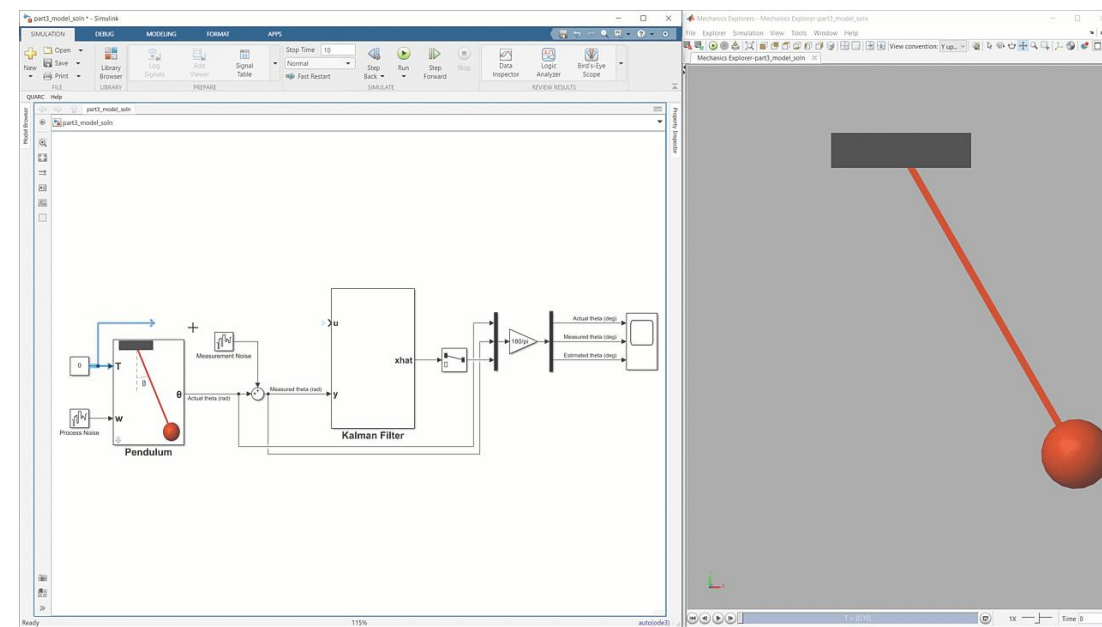 part3_model_soln * - Simulink
SIMULATION DEBUG MODELING FORMAT APPS
New
Open
Save
Print
FILE
Library Browser
LIBRARY
Log Signals
Add Viewer
Signal Table
PREPARE
Stop Time 10
Normal
Fast Restart
Step Back
Run
Step Forward
Stop
SIMULATE
Data Inspector
Logic Analyzer
Bird's-Eye Scope
REVIEW RESULTS
QUARC Help
Model Browser
part3_model_soln
part3_model_soln
Property Inspector
0
T
w
θ
θ
Pendulum
Process Noise
Measurement Noise
Actual theta (rad)
Measured theta (rad)
u
y
xhat
Kalman Filter
180/pi
Actual theta (deg)
Measured theta (deg)
Estimated theta (deg)
Ready
115%
auto(ode3)
Mechanics Explorers - Mechanics Explorer-part3_model_soln
File Explorer Simulation View Tools Window Help
View convention: Y up...
Mechanics Explorer-part3_model_soln
1X
Time 0